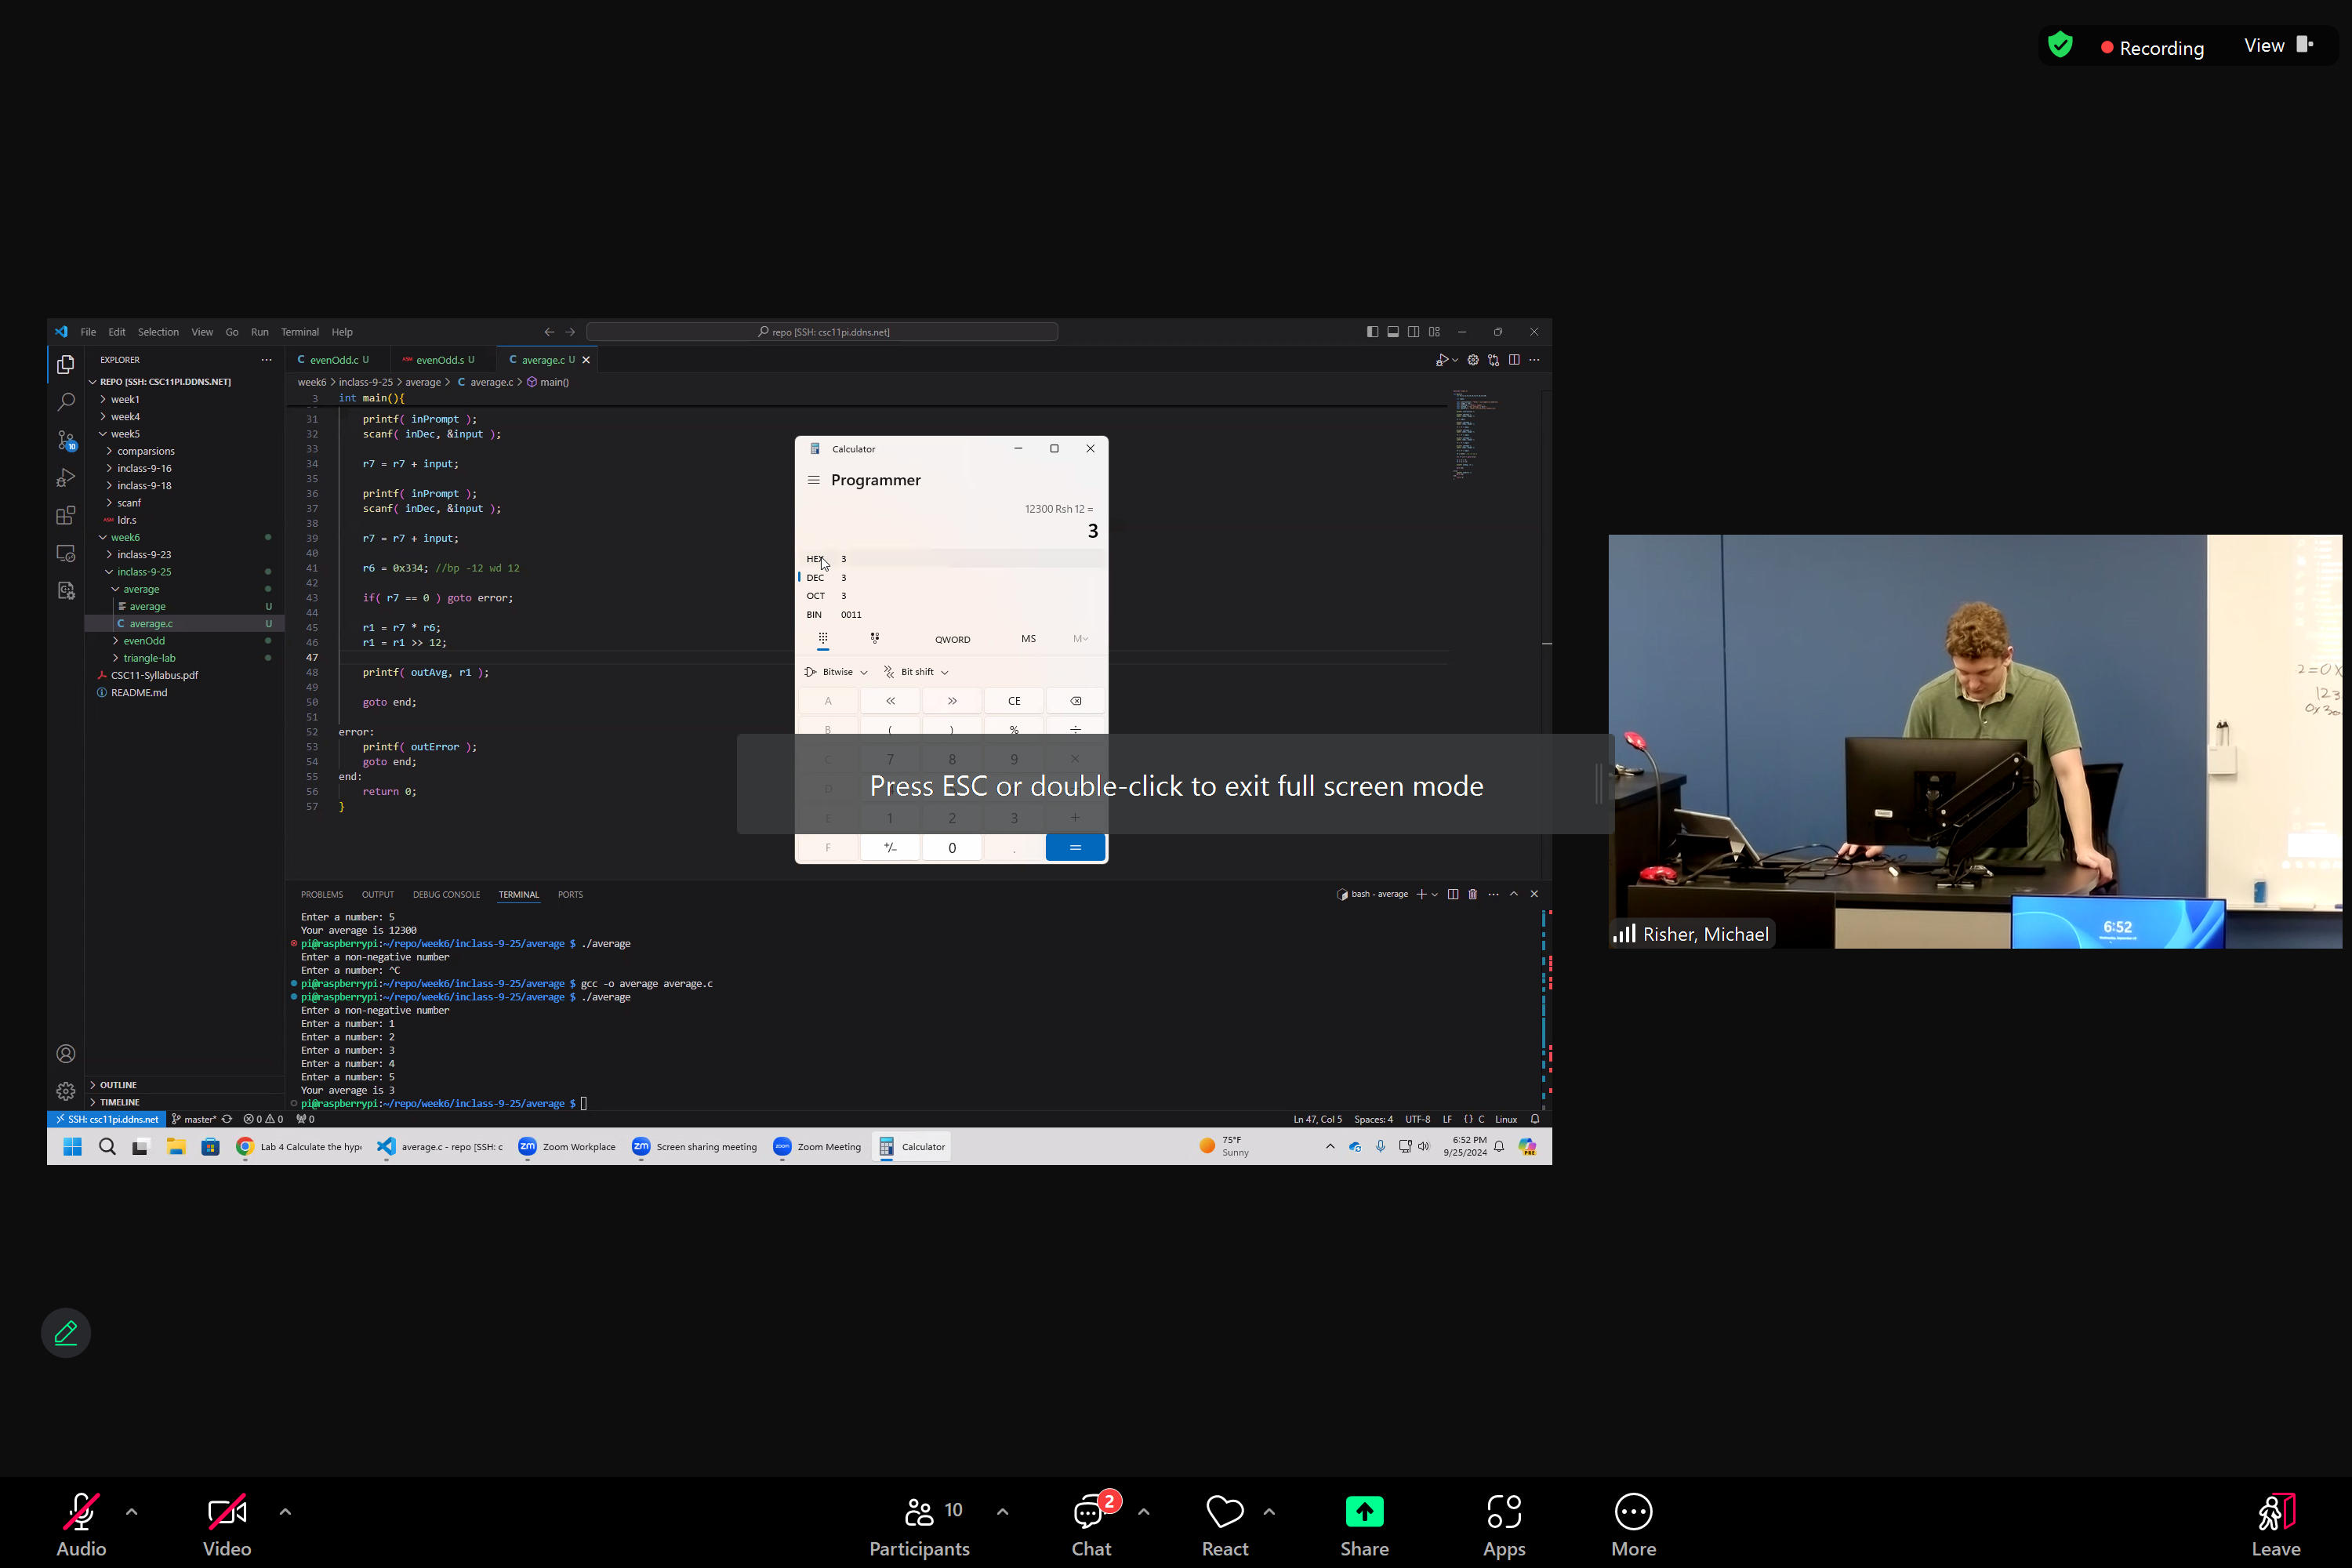 Recording
View
File Edit Selection View Go Run Terminal Help
repo [SSH: csc11pi.ddns.net]
EXPLORER
REPO [SSH: CSC11PI.DDNS.NET]
week1
week4
week5
comparsions
inclass-9-16
inclass-9-18
scanf
ldr.s
week6
inclass-9-23
inclass-9-25
average
average U
C average.c U
evenOdd
triangle-lab
CSC11-Syllabus.pdf
README.md
OUTLINE
TIMELINE
C evenOdd.c U
evenOdd.s U
C average.c U
week6 > inclass-9-25 > average > C average.c > main()
3 int main(){
31 printf( inPrompt );
32 scanf( inDec, &input );
33
34 r7 = r7 + input;
35
36 printf( inPrompt );
37 scanf( inDec, &input );
38
39 r7 = r7 + input;
40
41 r6 = 0x334; //bp -12 wd 12
42
43 if( r7 == 0 ) goto error;
44
45 r1 = r7 * r6;
46 r1 = r1 >> 12;
47
48 printf( outAvg, r1 );
49
50 goto end;
51
52 error:
53 printf( outError );
54 goto end;
55 end:
56 return 0;
57 }
Calculator
Programmer
12300 Rsh 12 =
3
HEX 3
DEC 3
OCT 3
BIN 0011
QWORD MS M
Bitwise Bit shift
A << >> CE
B ( ) % ÷
C 7 8 9 ×
D
E 1 2 3 +
F +/- 0 . =
Press ESC or double-click to exit full screen mode
PROBLEMS OUTPUT DEBUG CONSOLE TERMINAL PORTS
bash - average
Enter a number: 5
Your average is 12300
pi@raspberrypi:~/repo/week6/inclass-9-25/average $ ./average
Enter a non-negative number
Enter a number: ^C
pi@raspberrypi:~/repo/week6/inclass-9-25/average $ gcc -o average average.c
pi@raspberrypi:~/repo/week6/inclass-9-25/average $ ./average
Enter a non-negative number
Enter a number: 1
Enter a number: 2
Enter a number: 3
Enter a number: 4
Enter a number: 5
Your average is 3
pi@raspberrypi:~/repo/week6/inclass-9-25/average $
SSH: csc11pi.ddns.net master* 0 0 0
Ln 47, Col 5 Spaces: 4 UTF-8 LF {} C Linux
Lab 4 Calculate the hyp
average.c - repo [SSH: c
Zoom Workplace
Screen sharing meeting
Zoom Meeting
Calculator
75°F
Sunny
6:52 PM
9/25/2024
2=0X
123
6:52
Risher, Michael
Audio
Video
Participants 10
Chat 2
React
Share
Apps
More
Leave